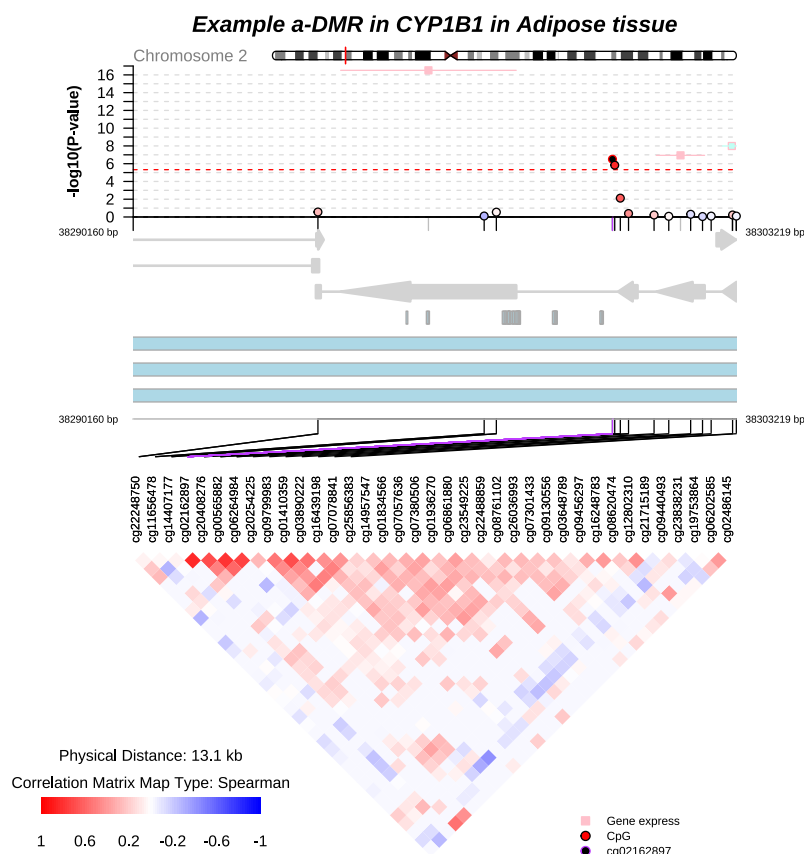 Example a-DMR in CYP1B1 in Adipose tissue
Chromosome 2
-log10(P-value)
16
14
12
10
8
6
4
2
0
38290160 bp
38303219 bp
38290160 bp
38303219 bp
cg22248750
cg11656478
cg14407177
cg02162897
cg20408276
cg00565882
cg06264984
cg20254225
cg09799983
cg01410359
cg03890222
cg16439198
cg07078841
cg25856383
cg14957547
cg01834566
cg07057636
cg07380506
cg01936270
cg06861880
cg23549225
cg22488859
cg08761102
cg26036993
cg07301433
cg09130556
cg03648789
cg09456297
cg16248783
cg08620474
cg12802310
cg21715189
cg09440493
cg23838231
cg19753864
cg06202585
cg02486145
Physical Distance: 13.1 kb
Correlation Matrix Map Type: Spearman
1 0.6 0.2 -0.2 -0.6 -1
Gene express
CpG
cg02162897